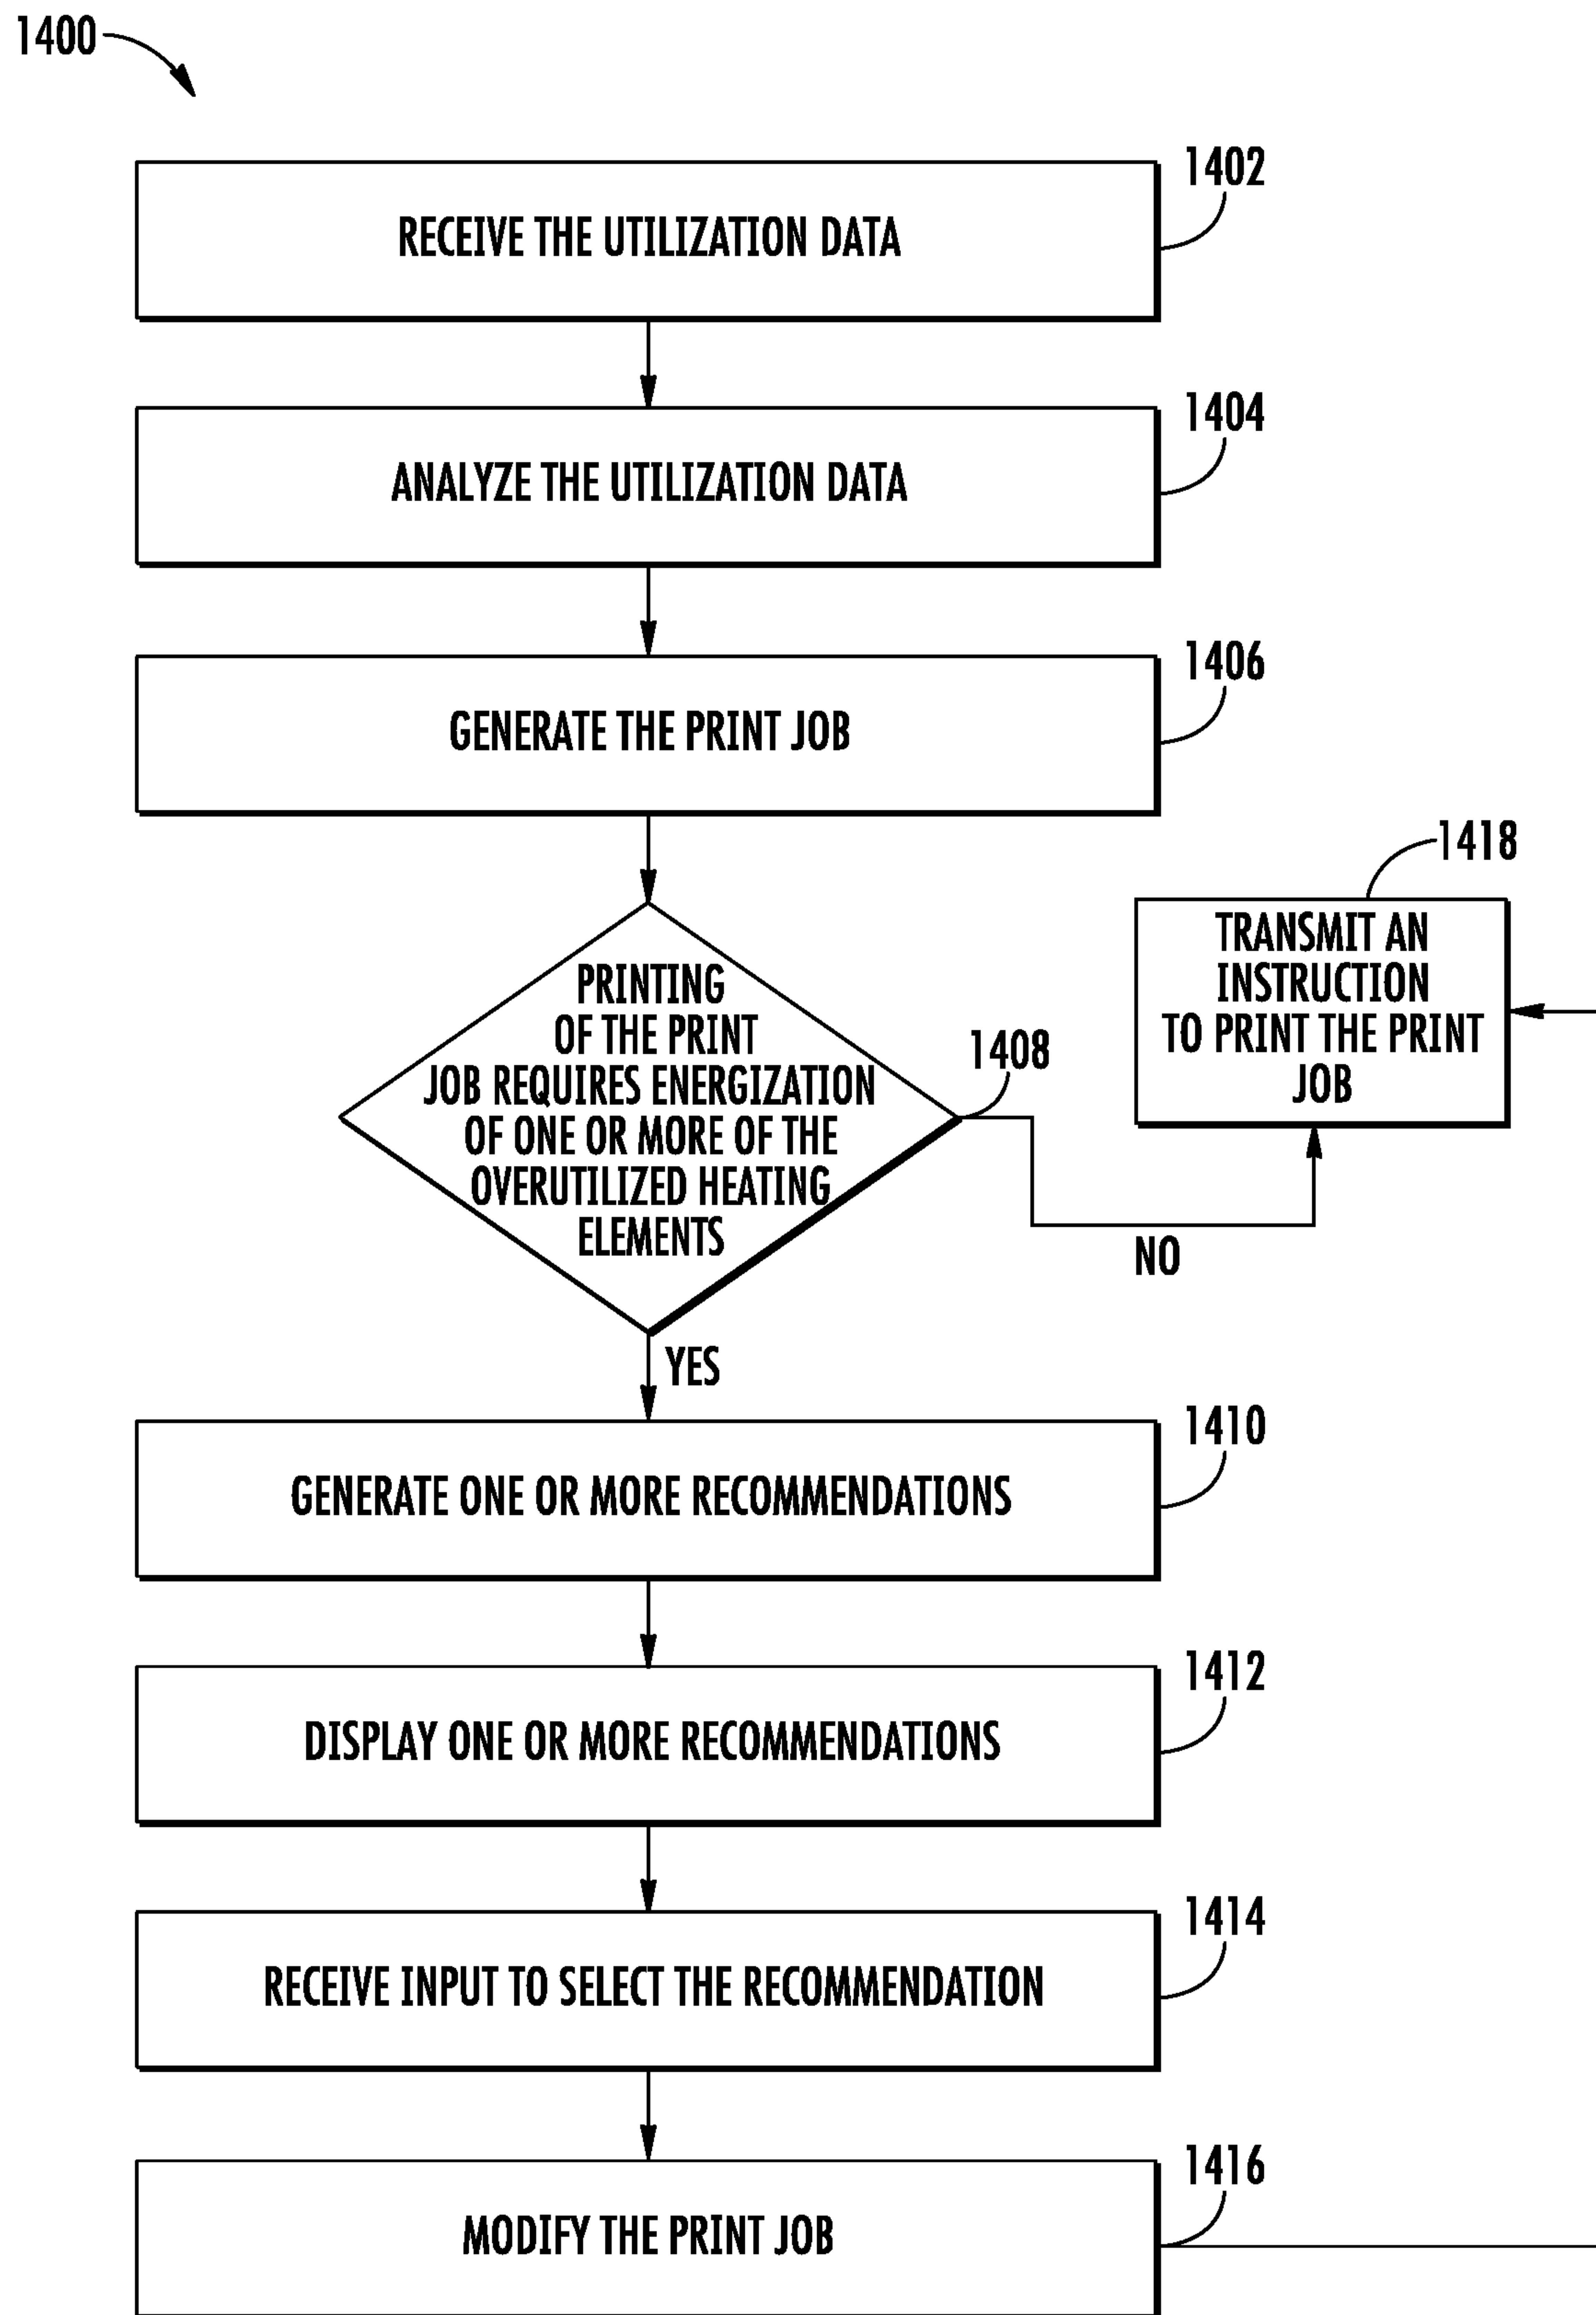 1400
1402
RECEIVE THE UTILIZATION DATA
1404
ANALYZE THE UTILIZATION DATA
1406
GENERATE THE PRINT JOB
1418
TRANSMIT AN
INSTRUCTION
TO PRINT THE PRINT
JOB
1408
PRINTING
OF THE PRINT
JOB REQUIRES ENERGIZATION
OF ONE OR MORE OF THE
OVERUTILIZED HEATING
ELEMENTS
NO
YES
1410
GENERATE ONE OR MORE RECOMMENDATIONS
1412
DISPLAY ONE OR MORE RECOMMENDATIONS
1414
RECEIVE INPUT TO SELECT THE RECOMMENDATION
1416
MODIFY THE PRINT JOB